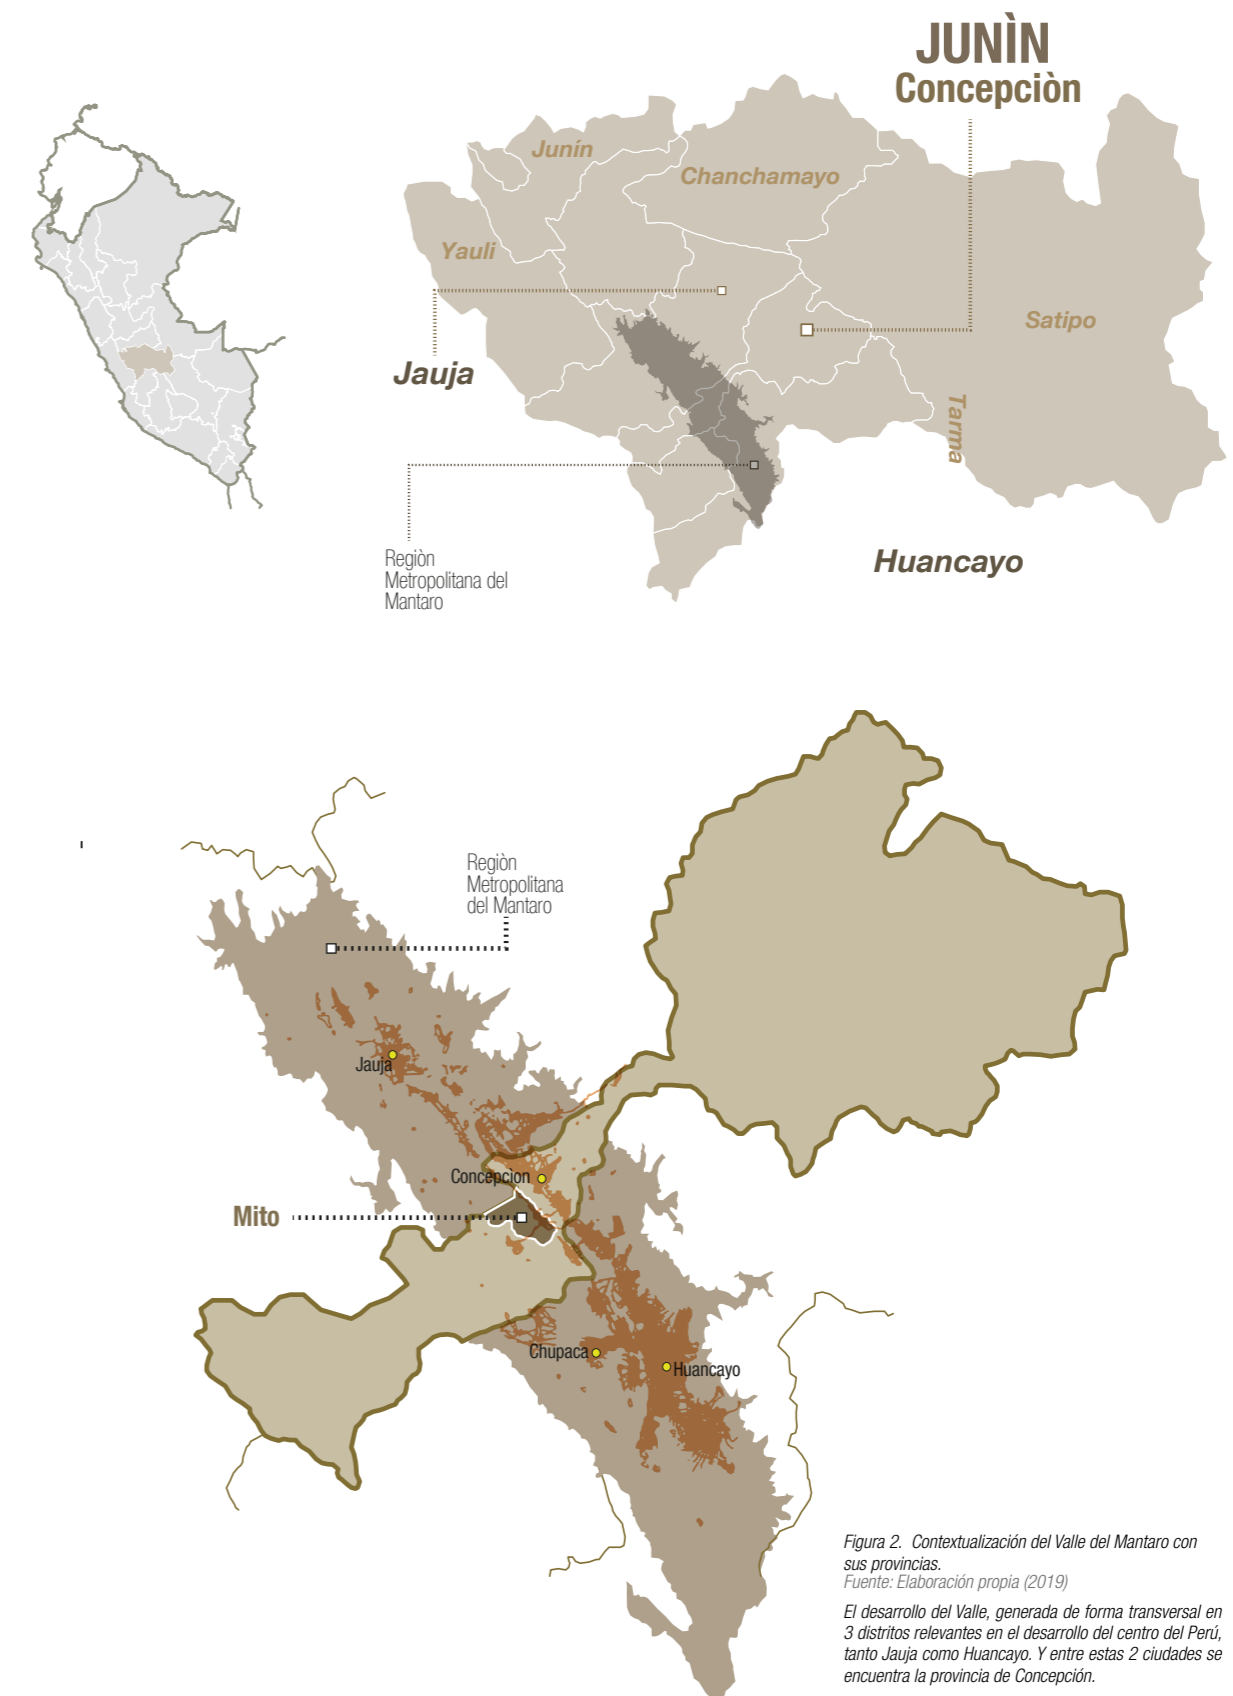 JUNÌN
Concepciòn
Junín
Chanchamayo
Yauli
Satipo
Jauja
Tarma
Regiòn
Metropolitana del
Mantaro
Huancayo
Regiòn
Metropolitana
del Mantaro
Jauja
Concepcìon
Mito
Chupaca
Huancayo
Figura 2. Contextualización del Valle del Mantaro con
sus provincias.
Fuente: Elaboración propia (2019)
El desarrollo del Valle, generada de forma transversal en
3 distritos relevantes en el desarrollo del centro del Perú,
tanto Jauja como Huancayo. Y entre estas 2 ciudades se
encuentra la provincia de Concepción.